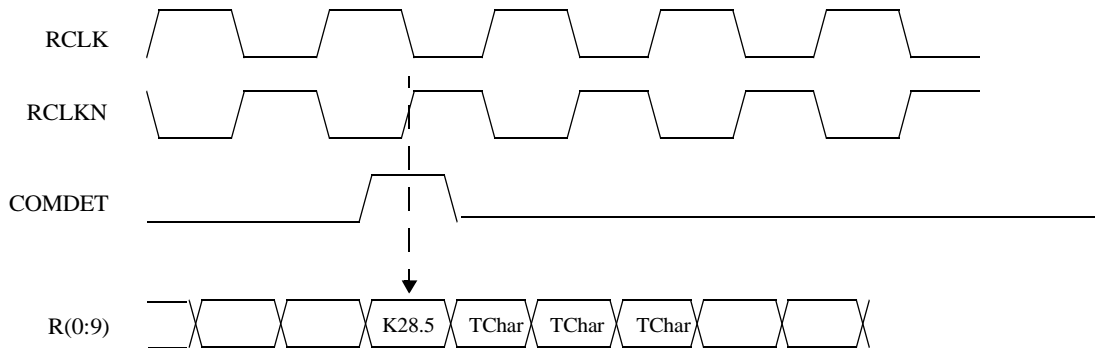 RCLK
RCLKN
COMDET
R(0:9)
K28.5 TChar TChar TChar